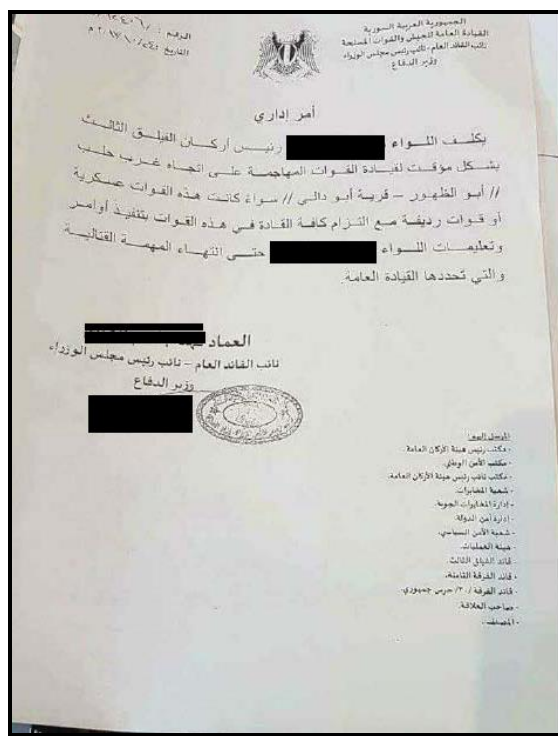 الجمهورية العربية السورية
القيادة العامة للجيش والقوات المسلحة
نائب القائد العام - نائب رئيس مجلس الوزراء
وزير الدفاع
الرقم :
التاريخ
أمر إداري
يكلف اللواء رئيس أركان الفيلق الثالث
بشكل مؤقت لقيادة القوات المهاجمة على اتجاه غرب حلب
// أبو الظهور - قرية أبو دالي // سواءً كانت هذه القوات عسكرية
أو قوات رديفة مع التزام كافة القادة في هذه القوات بتنفيذ أوامر
وتعليمات اللواء حتى انتهاء المهمة القتالية
والتي تحددها القيادة العامة.
العماد
نائب القائد العام - نائب رئيس مجلس الوزراء
وزير الدفاع
المرسل إليه:
- مكتب رئيس هيئة الأركان العامة.
- مكتب الأمن الوطني.
- مكتب نائب رئيس هيئة الأركان العامة.
- شعبة المخابرات.
- إدارة المخابرات الجوية.
- إدارة أمن الدولة.
- شعبة الأمن السياسي.
- هيئة العمليات.
- قائد الفيلق الثالث.
- قائد الفرقة الثامنة.
- قائد الفرقة /٣٠/ حرس جمهوري.
- صاحب العلاقة.
- المصنف.